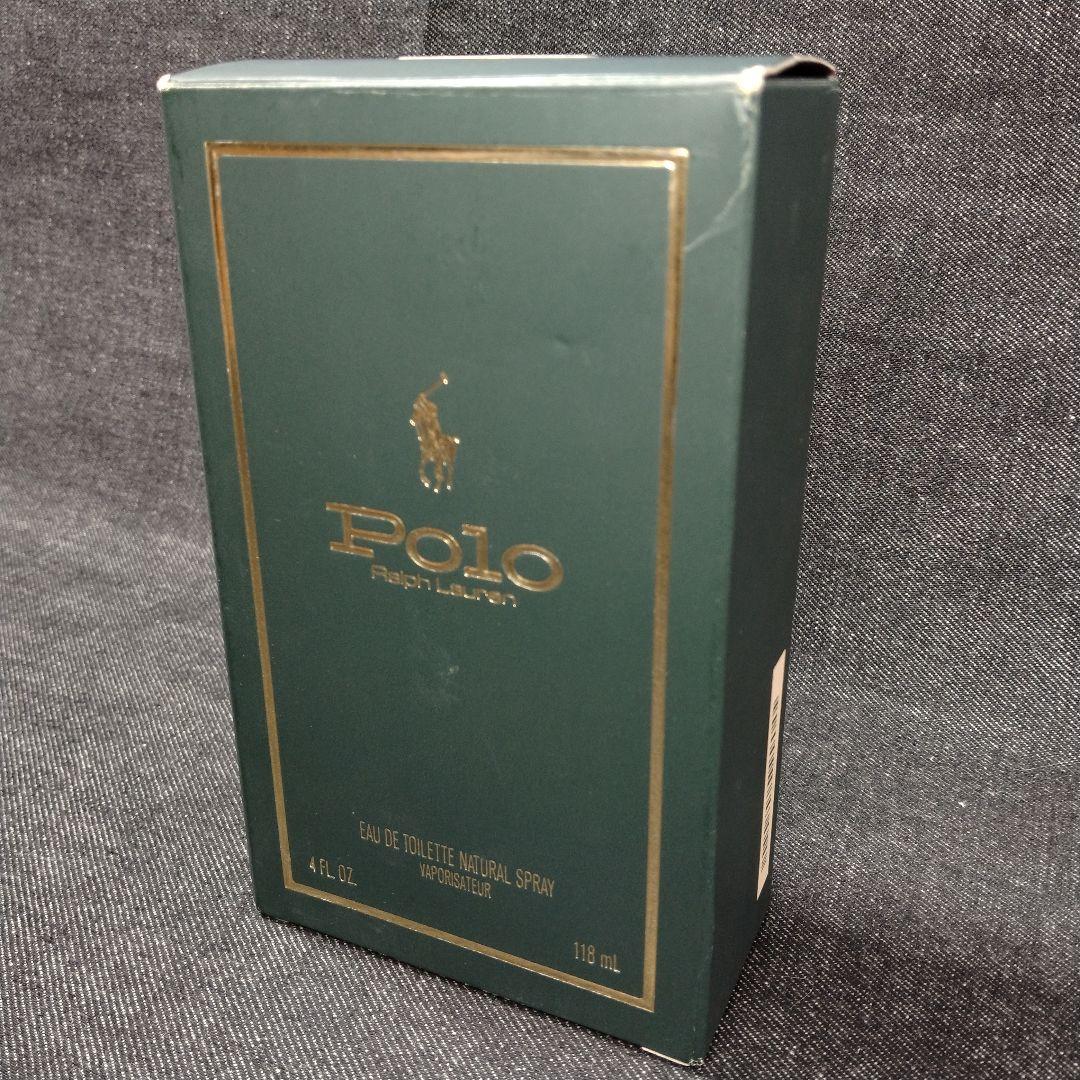 Polo
Ralph Lauren
EAU DE TOILETTE NATURAL SPRAY
VAPORISATEUR
4 FL. OZ.
118 mL